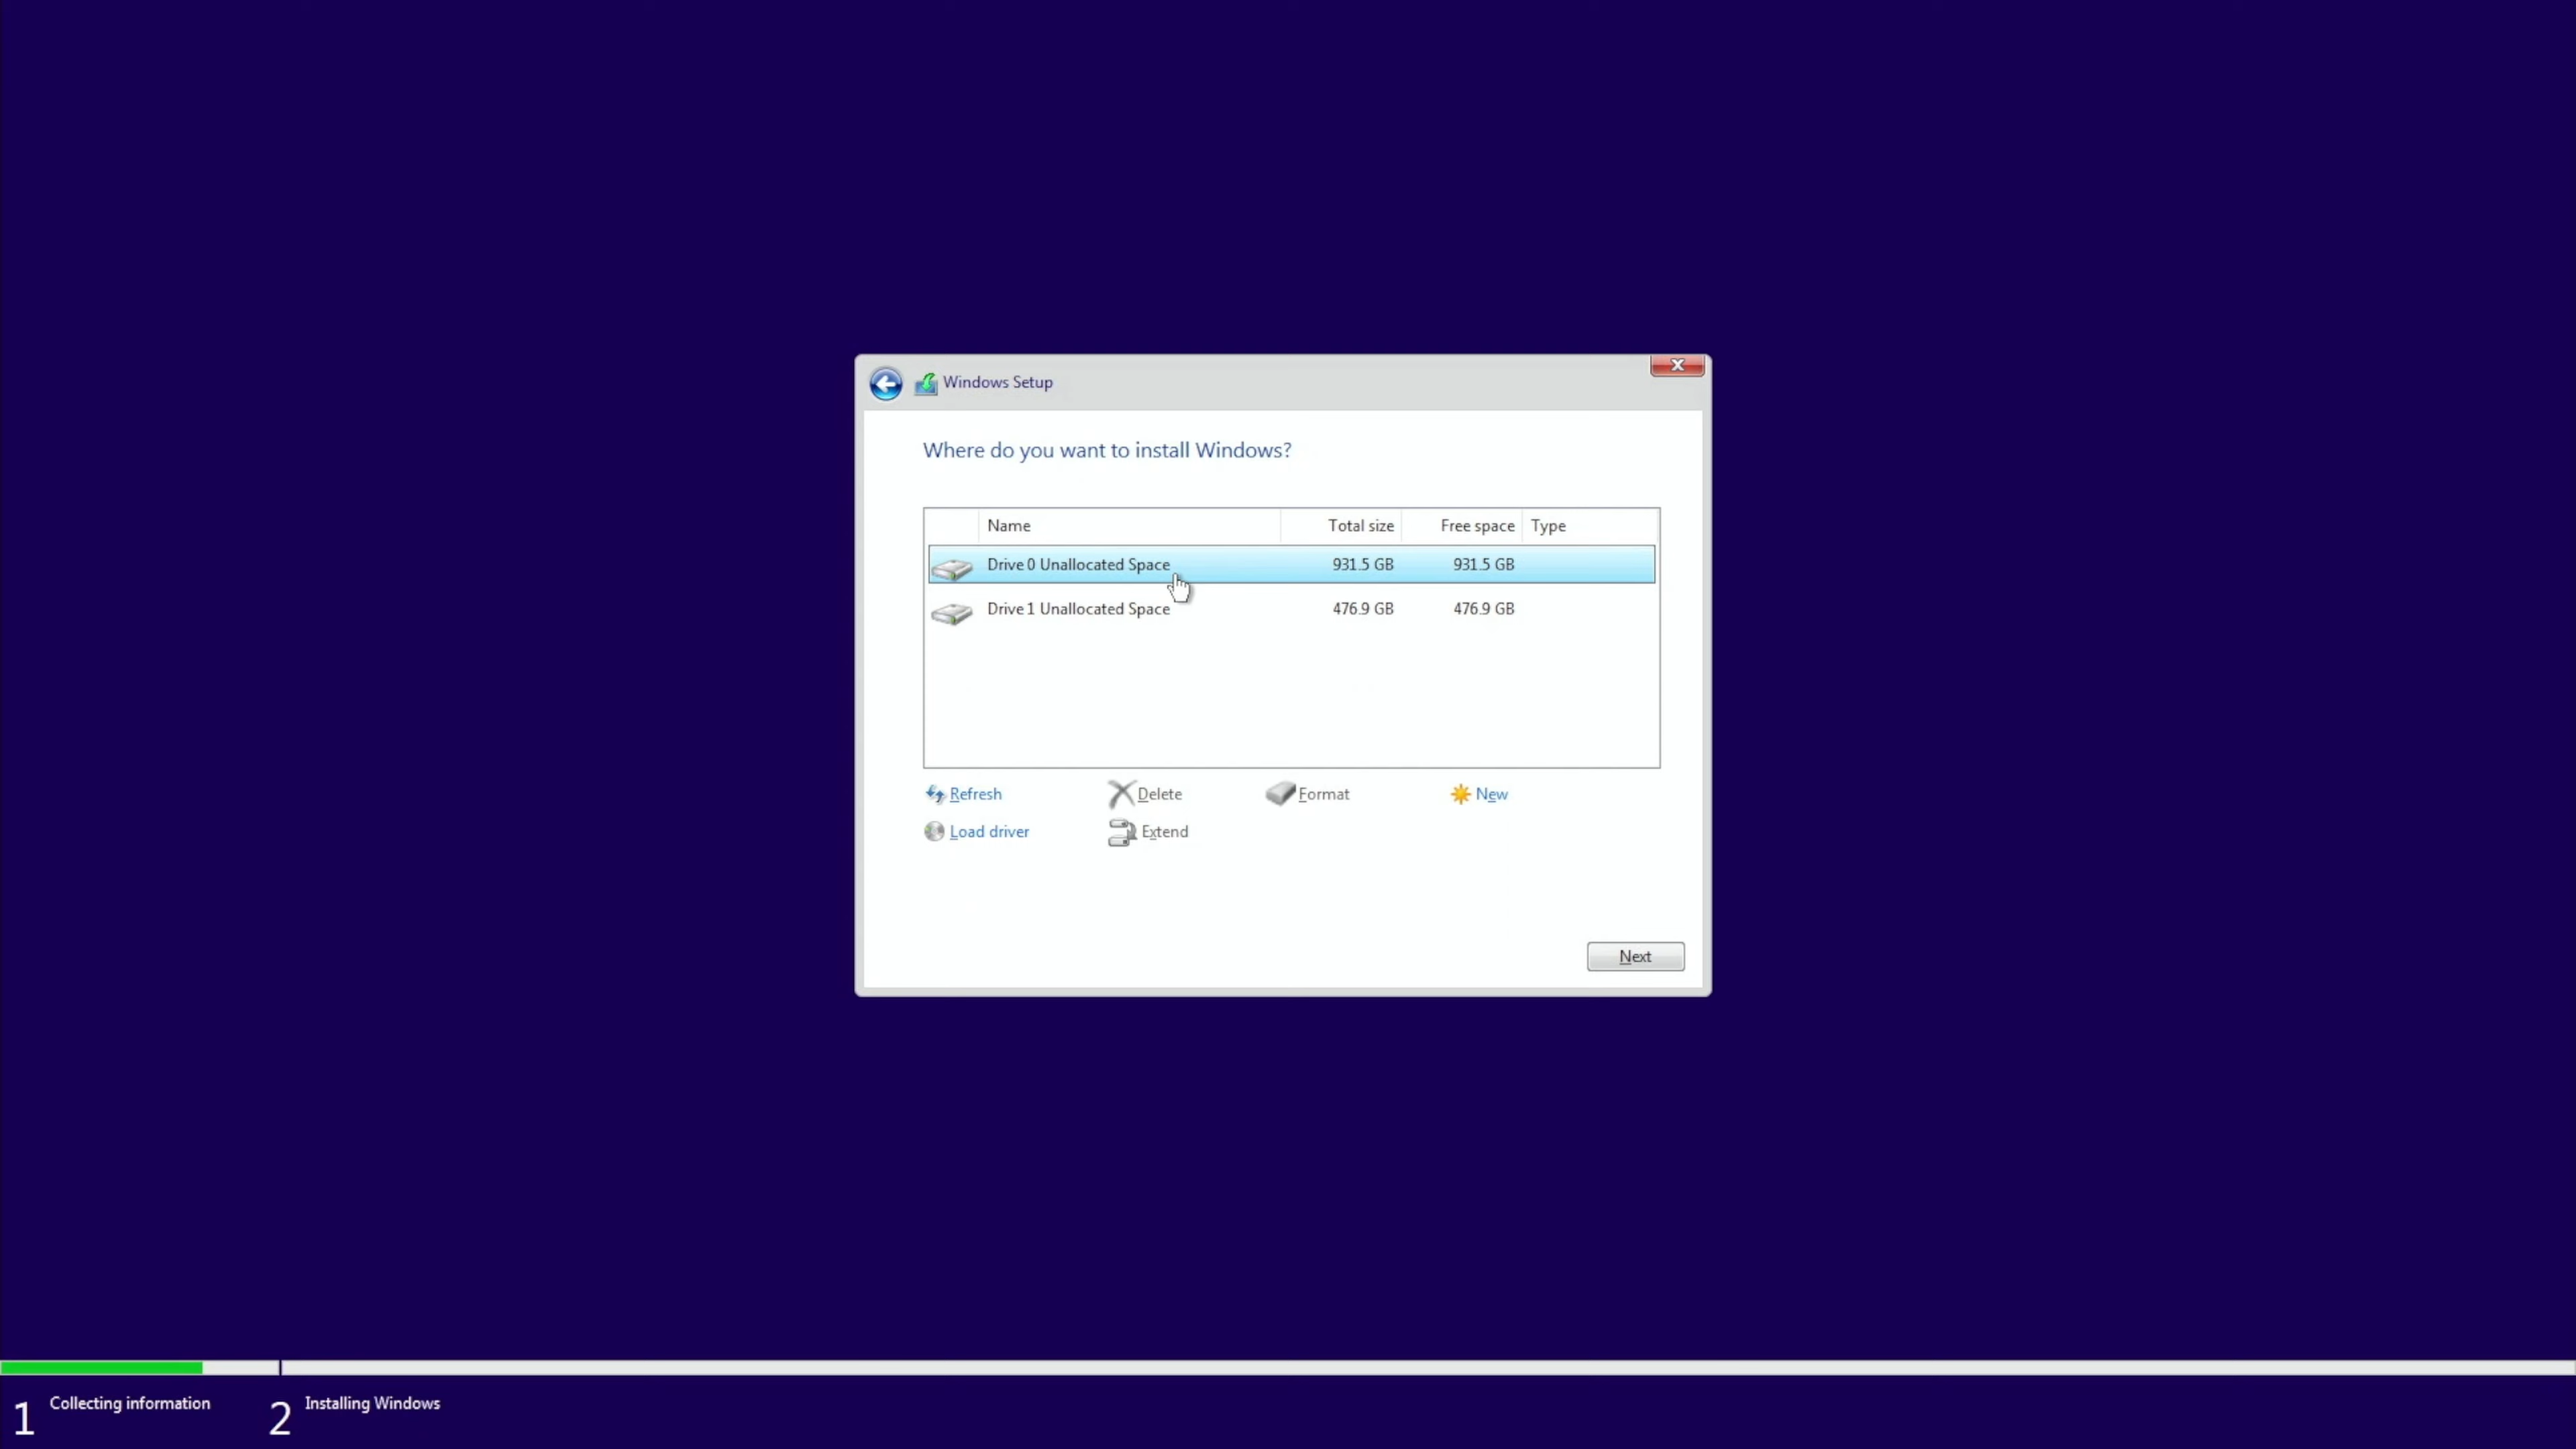 Windows Setup
Where do you want to install Windows?
Name Total size Free space Type
Drive 0 Unallocated Space 931.5 GB 931.5 GB
Drive 1 Unallocated Space 476.9 GB 476.9 GB
Refresh Delete Format New
Load driver Extend
Next
1 Collecting information 2 Installing Windows